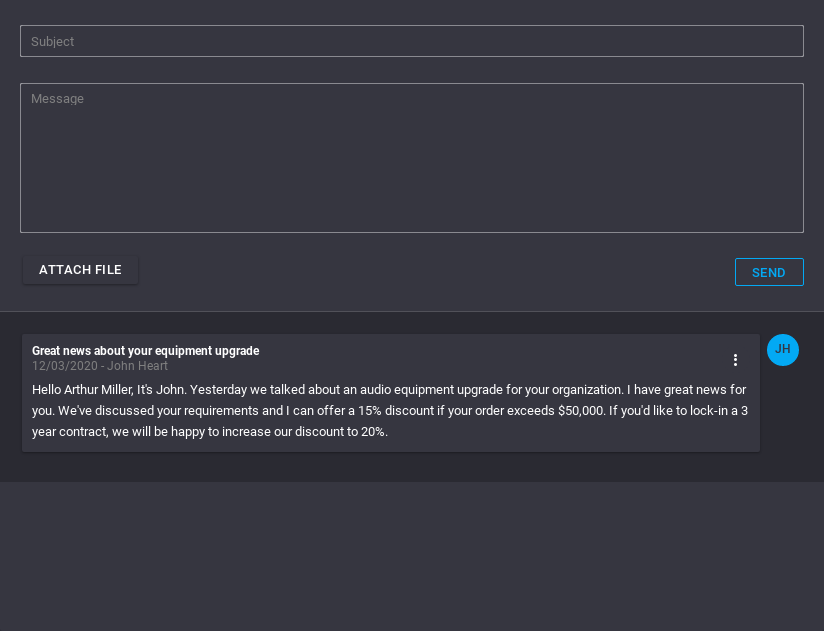 Subject
Message
ATTACH FILE
SEND
Great news about your equipment upgrade
12/03/2020 - John Heart
JH
Hello Arthur Miller, It's John. Yesterday we talked about an audio equipment upgrade for your organization. I have great news for
you. We've discussed your requirements and I can offer a 15% discount if your order exceeds $50,000. If you'd like to lock-in a 3
year contract, we will be happy to increase our discount to 20%.